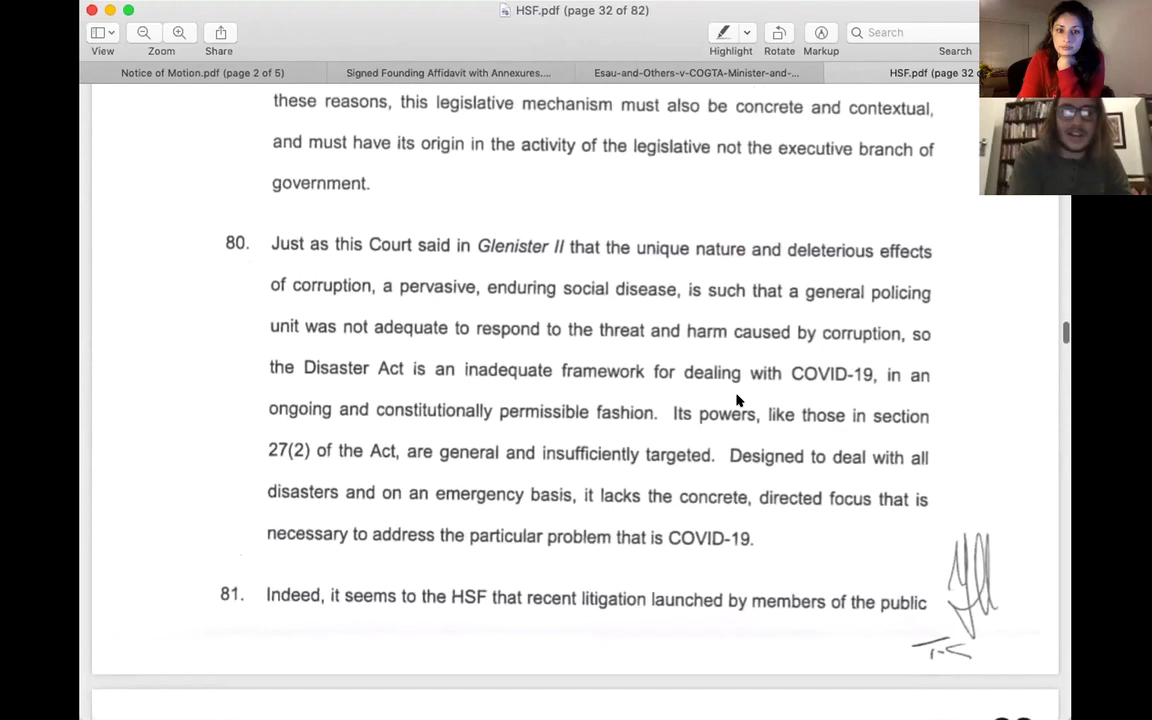 HSF.pdf (page 32 of 82)
View
Zoom
Share
Highlight
Rotate
Markup
Search
Search
Notice of Motion.pdf (page 2 of 5)
Signed Founding Affidavit with Annexures....
Esau-and-Others-v-COGTA-Minister-and-...
HSF.pdf (page 32
these reasons, this legislative mechanism must also be concrete and contextual,
and must have its origin in the activity of the legislative not the executive branch of
government.
80. Just as this Court said in Glenister II that the unique nature and deleterious effects
of corruption, a pervasive, enduring social disease, is such that a general policing
unit was not adequate to respond to the threat and harm caused by corruption, so
the Disaster Act is an inadequate framework for dealing with COVID-19, in an
ongoing and constitutionally permissible fashion. Its powers, like those in section
27(2) of the Act, are general and insufficiently targeted. Designed to deal with all
disasters and on an emergency basis, it lacks the concrete, directed focus that is
necessary to address the particular problem that is COVID-19.
81. Indeed, it seems to the HSF that recent litigation launched by members of the public